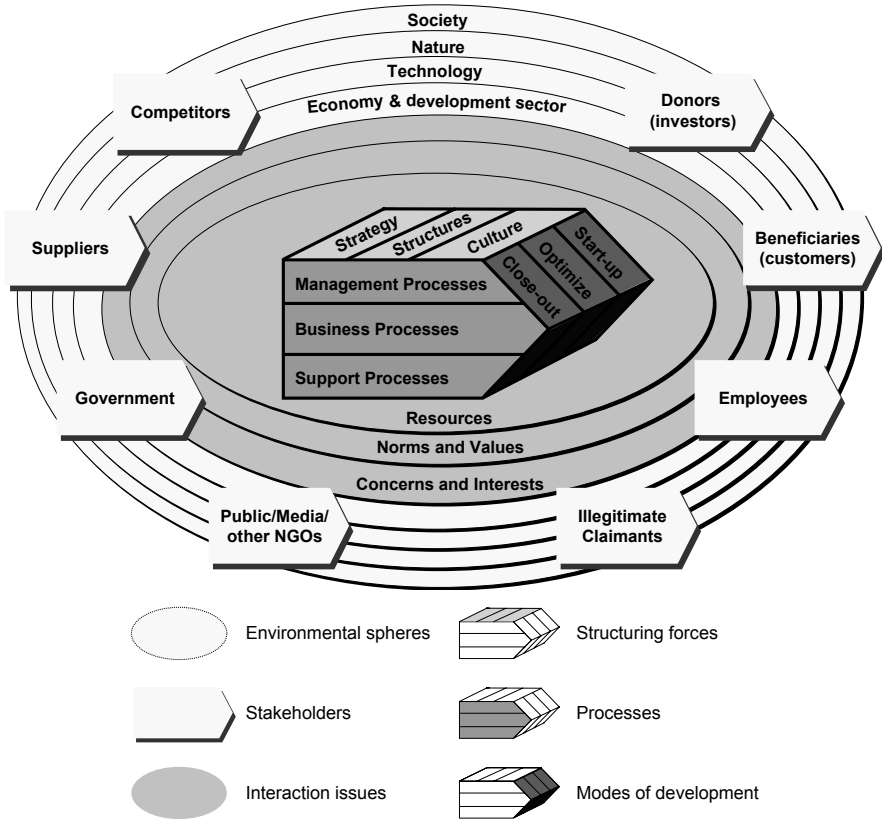 Society
Nature
Technology
Economy & development sector
Competitors
Donors
(investors)
Suppliers
Beneficiaries
(customers)
Strategy
Structures
Culture
Start-up
Optimize
Close-out
Management Processes
Business Processes
Support Processes
Government
Employees
Resources
Norms and Values
Concerns and Interests
Public/Media/
other NGOs
Illegitimate
Claimants
Environmental spheres
Structuring forces
Stakeholders
Processes
Interaction issues
Modes of development